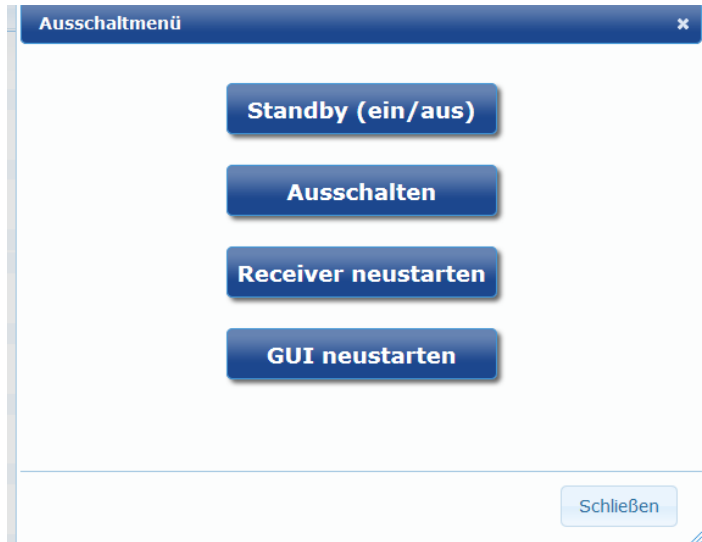 Ausschaltmenü
Standby (ein/aus)
Ausschalten
Receiver neustarten
GUI neustarten
Schließen